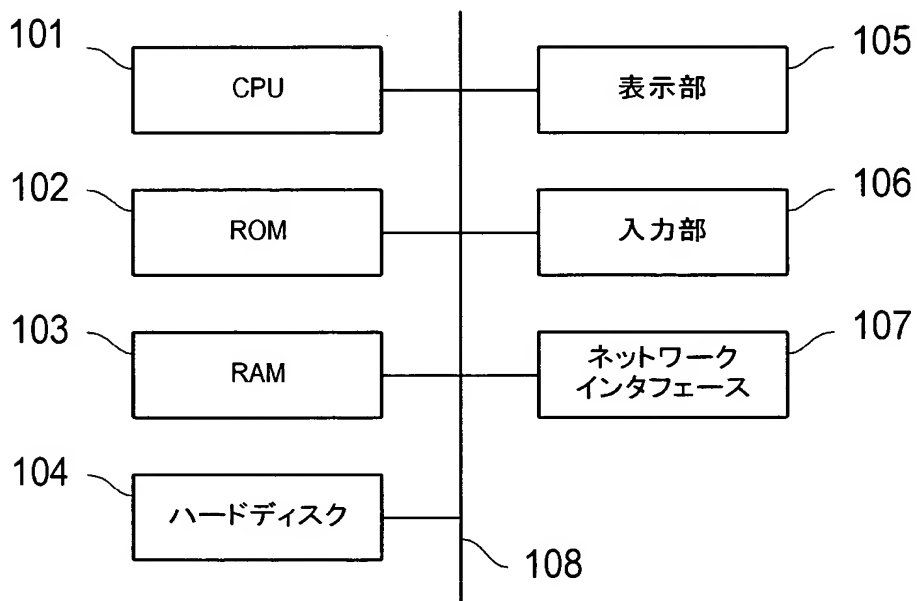 101
CPU
105
表示部
102
ROM
106
入力部
103
RAM
107
ネットワーク
インタフェース
104
ハードディスク
108